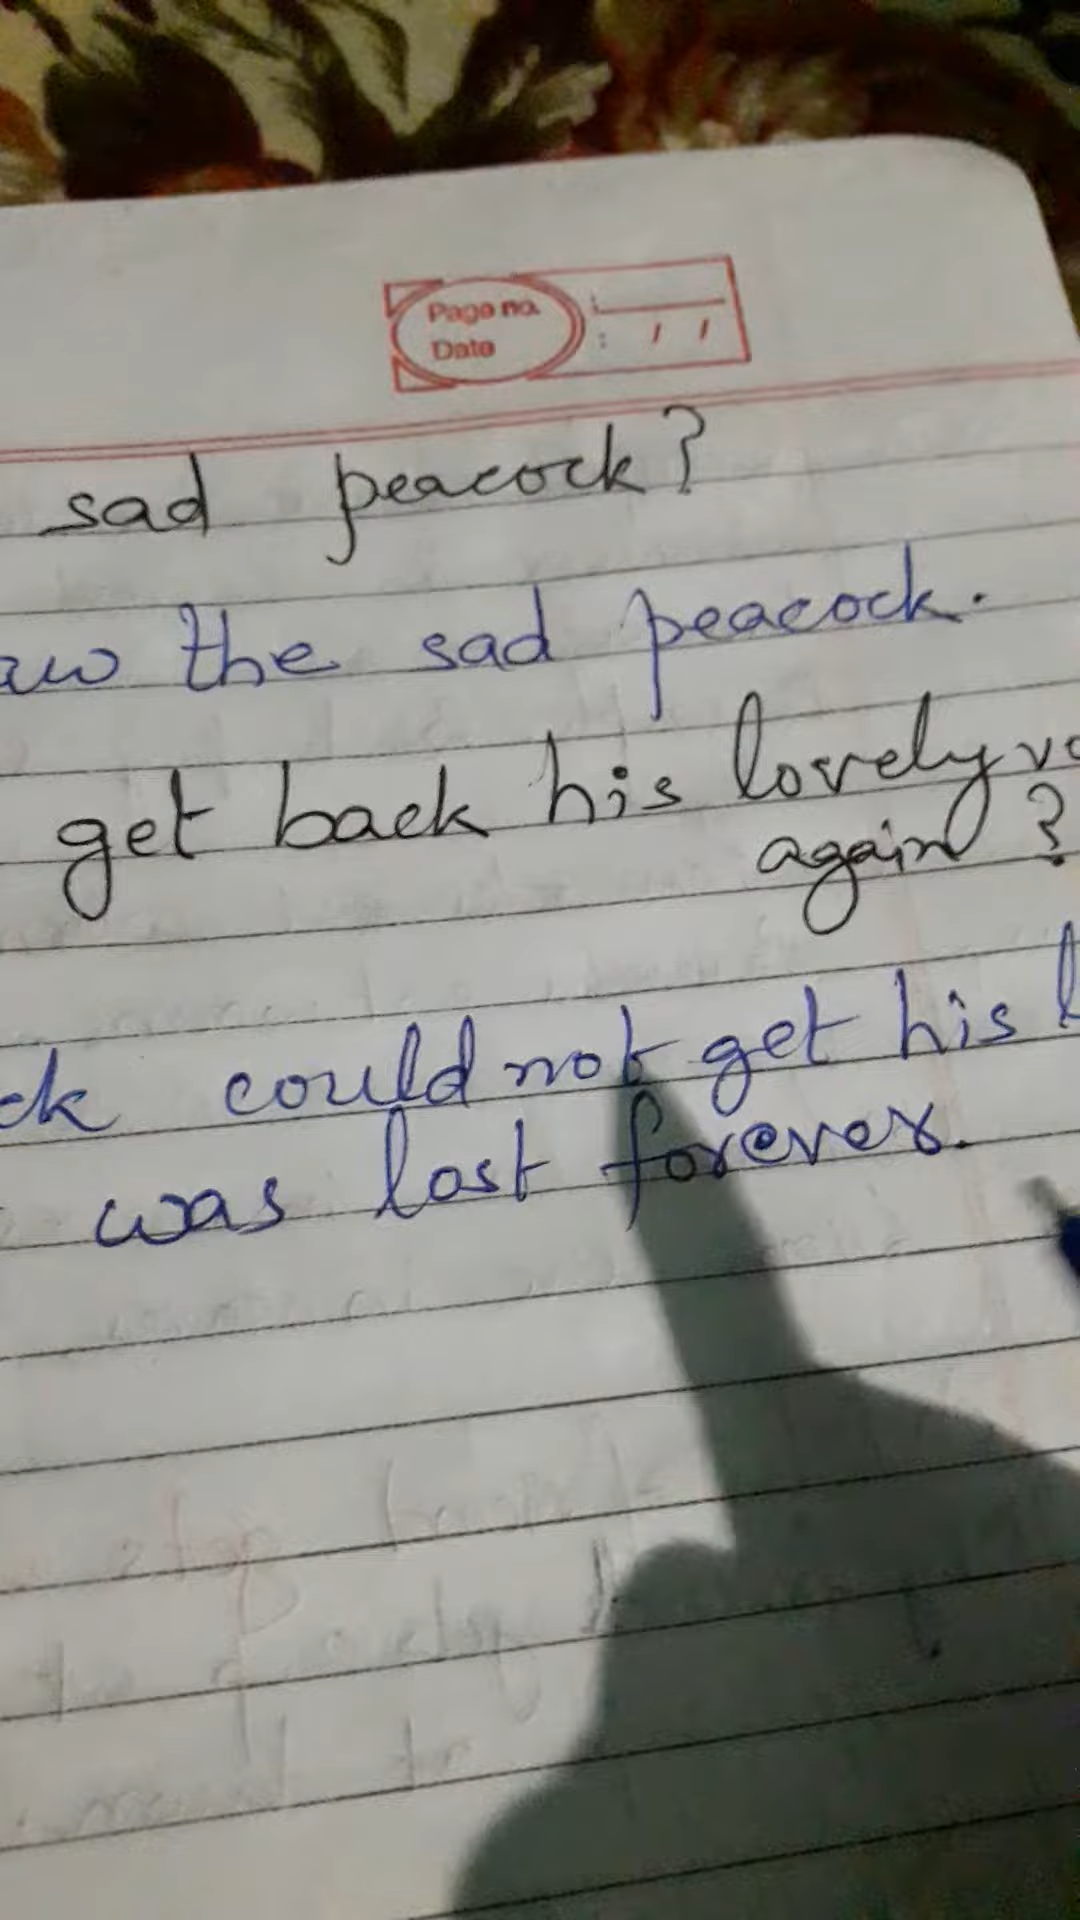 Page no. :
Date : / /
sad peacock?
the sad peacock.
get back his lovely
again?
could not get his
was lost forever.